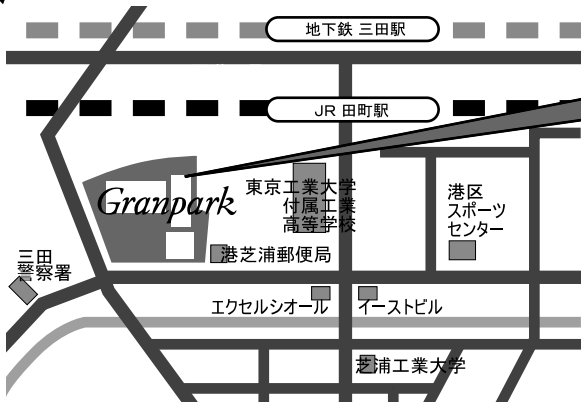 地下鉄 三田駅
JR 田町駅
Granpark
東京工業大学
付属工業
高等学校
港区
スポーツ
センター
港芝浦郵便局
三田
警察署
エクセルシオール
イーストビル
芝浦工業大学